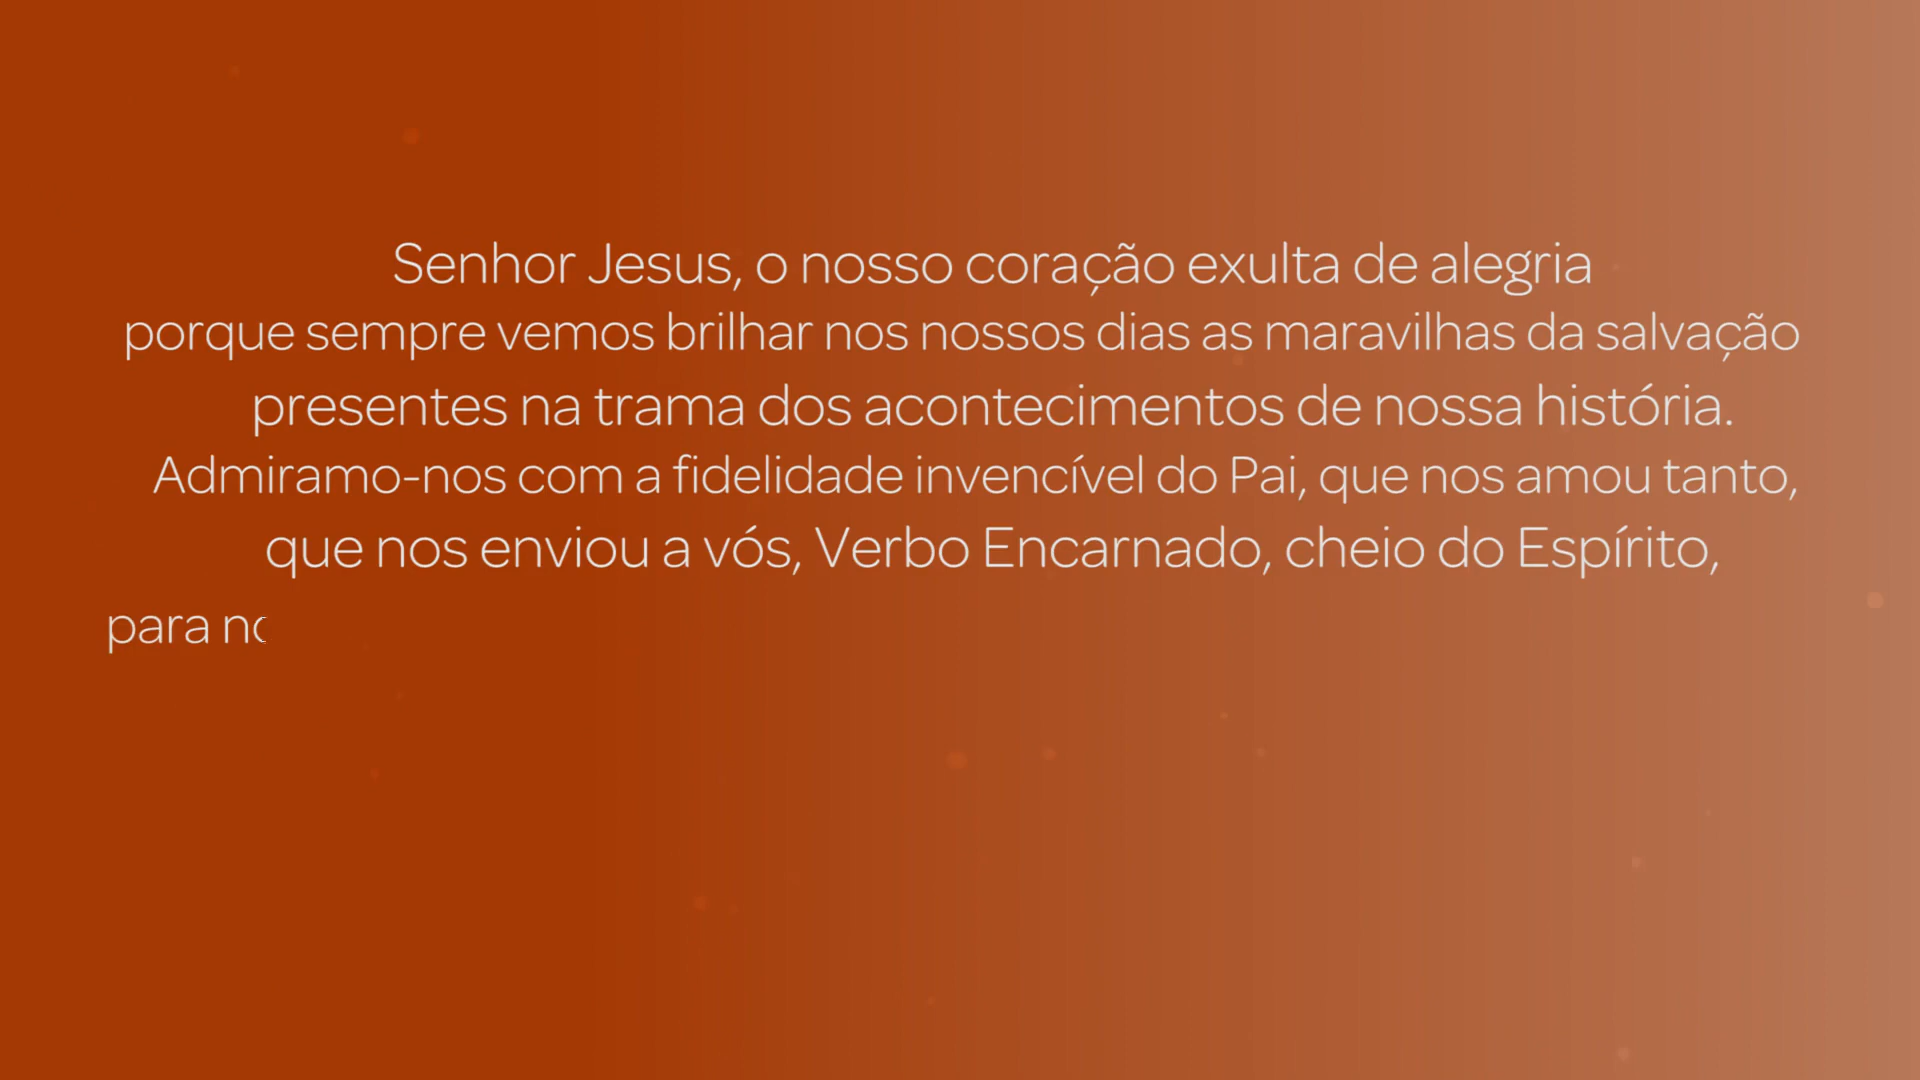 Senhor Jesus, o nosso coração exulta de alegria
porque sempre vemos brilhar nos nossos dias as maravilhas da salvação
presentes na trama dos acontecimentos de nossa história.
Admiramo-nos com a fidelidade invencível do Pai, que nos amou tanto,
que nos enviou a vós, Verbo Encarnado, cheio do Espírito,
para